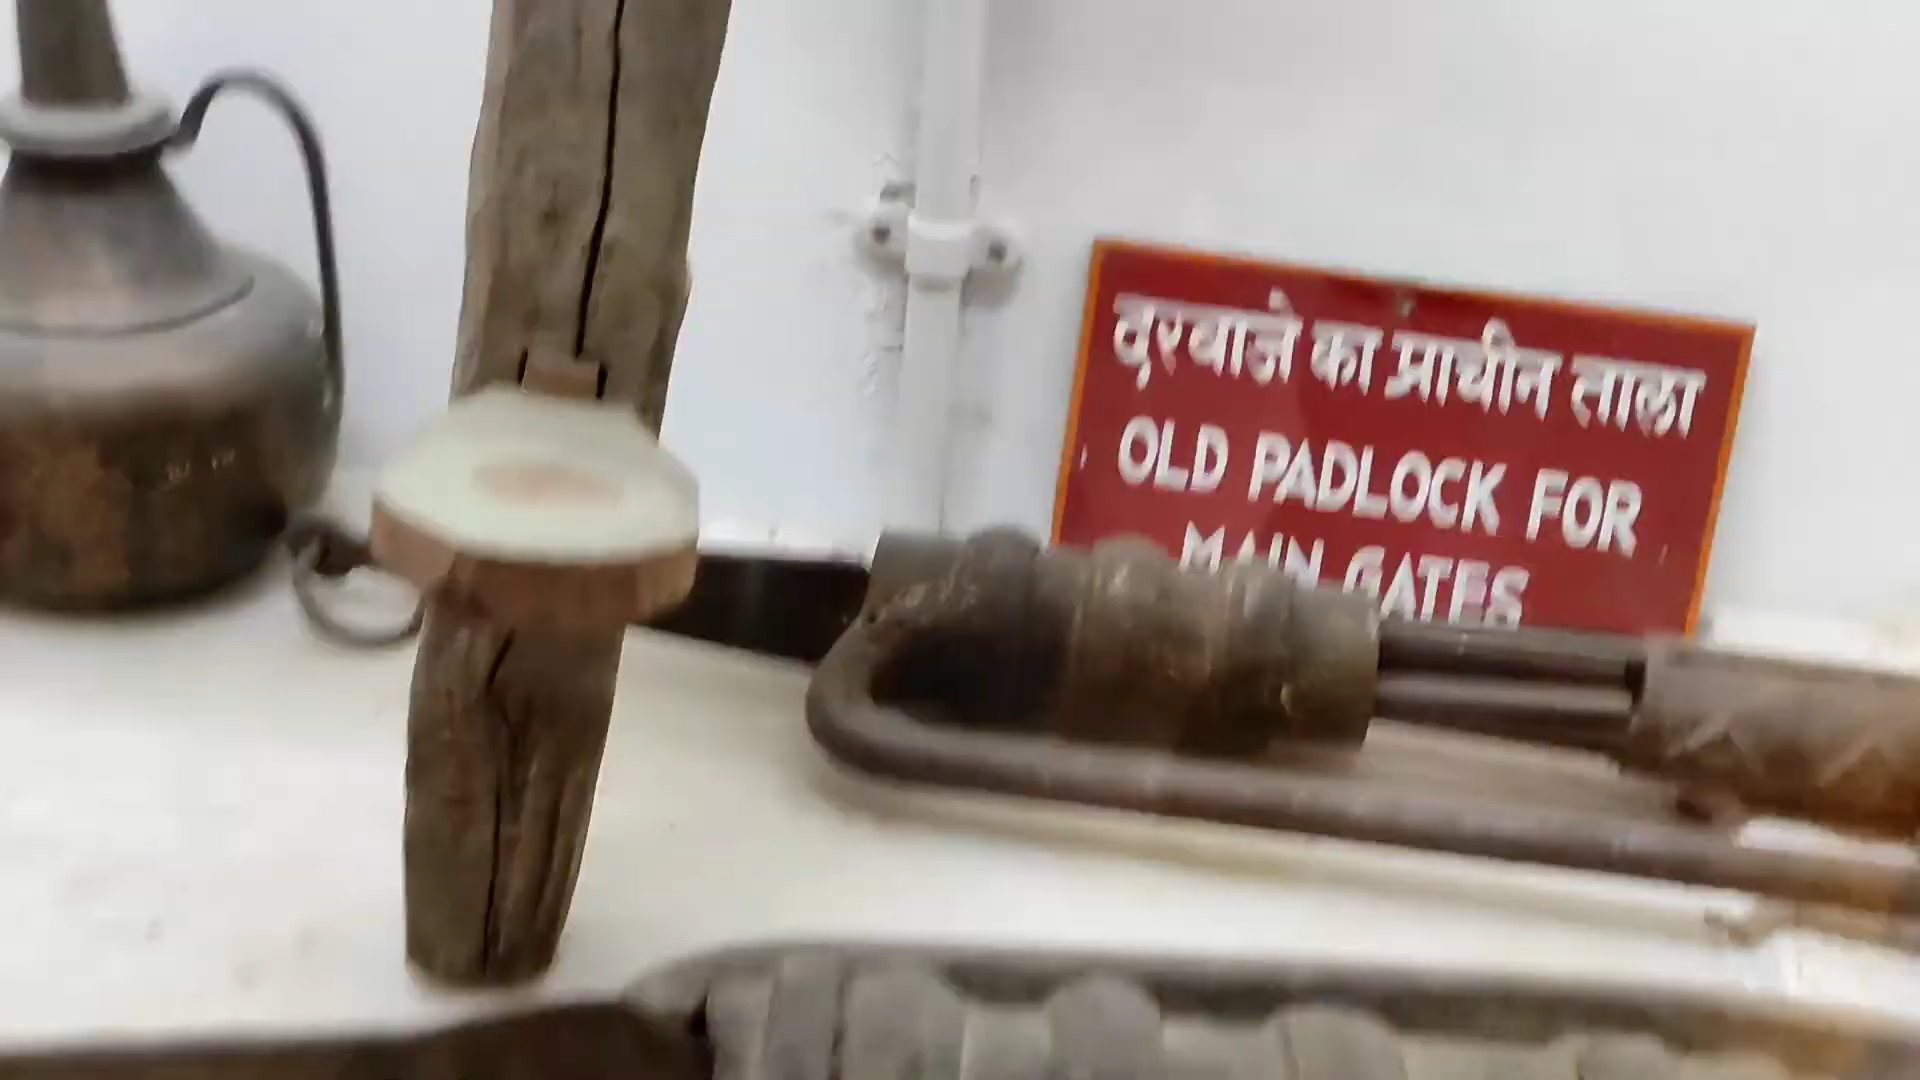 दरवाजे का प्राचीन ताला
OLD PADLOCK FOR
MAIN GATES